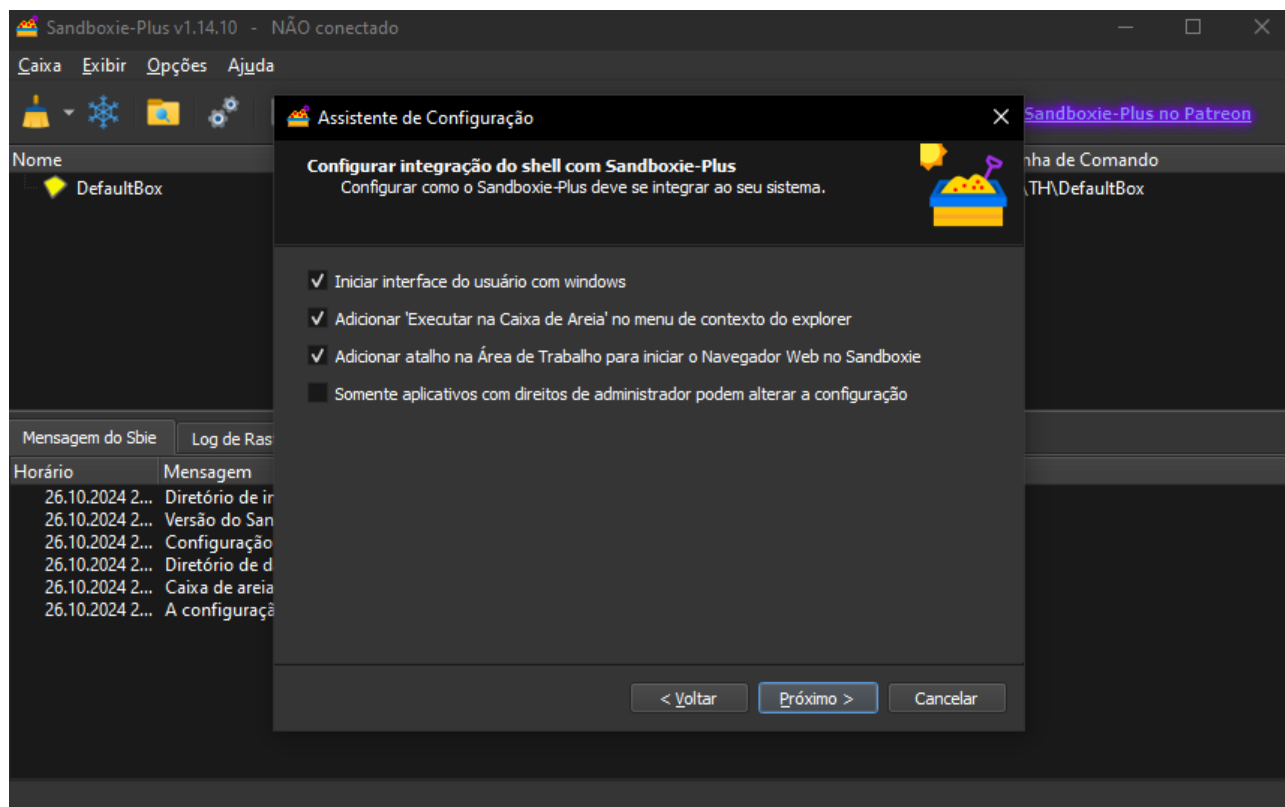 Sandboxie-Plus v1.14.10 - NÃO conectado
Caixa Exibir Opções Ajuda
Sandboxie-Plus no Patreon
Nome
nha de Comando
DefaultBox
\TH\DefaultBox
Assistente de Configuração
Configurar integração do shell com Sandboxie-Plus
Configurar como o Sandboxie-Plus deve se integrar ao seu sistema.
Iniciar interface do usuário com windows
Adicionar 'Executar na Caixa de Areia' no menu de contexto do explorer
Adicionar atalho na Área de Trabalho para iniciar o Navegador Web no Sandboxie
Somente aplicativos com direitos de administrador podem alterar a configuração
< Voltar Próximo > Cancelar
Mensagem do Sbie Log de Ras
Horário Mensagem
26.10.2024 2... Diretório de ir
26.10.2024 2... Versão do San
26.10.2024 2... Configuração
26.10.2024 2... Diretório de d
26.10.2024 2... Caixa de areia
26.10.2024 2... A configuraçã